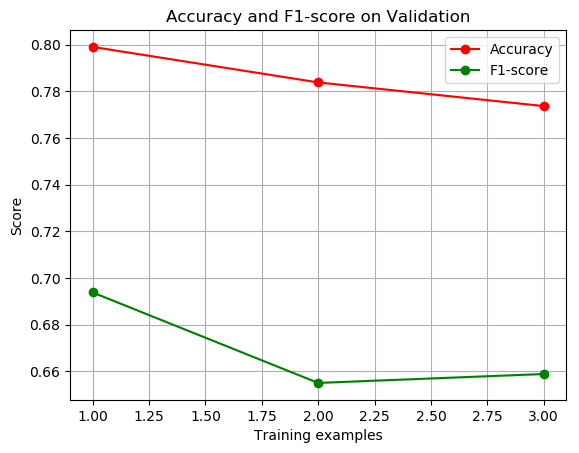 Accuracy and F1-score on Validation
Accuracy
F1-score
Score
0.80
0.78
0.76
0.74
0.72
0.70
0.68
0.66
1.00 1.25 1.50 1.75 2.00 2.25 2.50 2.75 3.00
Training examples